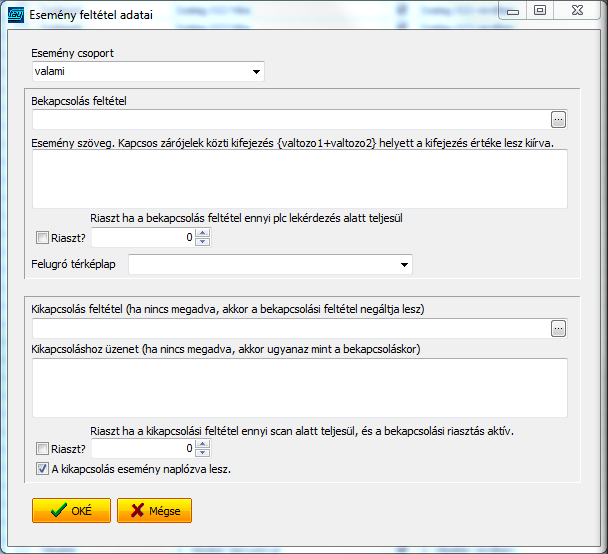 Esemény feltétel adatai
Esemény csoport
valami
Bekapcsolás feltétel
...
Esemény szöveg. Kapcsos zárójelek közti kifejezés {valtozo1+valtozo2} helyett a kifejezés értéke lesz kiírva.
Riaszt ha a bekapcsolás feltétel ennyi plc lekérdezés alatt teljesül
Riaszt? 0
Felugró térképlap
Kikapcsolás feltétel (ha nincs megadva, akkor a bekapcsolási feltétel negáltja lesz)
...
Kikapcsoláshoz üzenet (ha nincs megadva, akkor ugyanaz mint a bekapcsoláskor)
Riaszt ha a kikapcsolási feltétel ennyi scan alatt teljesül, és a bekapcsolási riasztás aktív.
Riaszt? 0
A kikapcsolás esemény naplózva lesz.
OKÉ Mégse